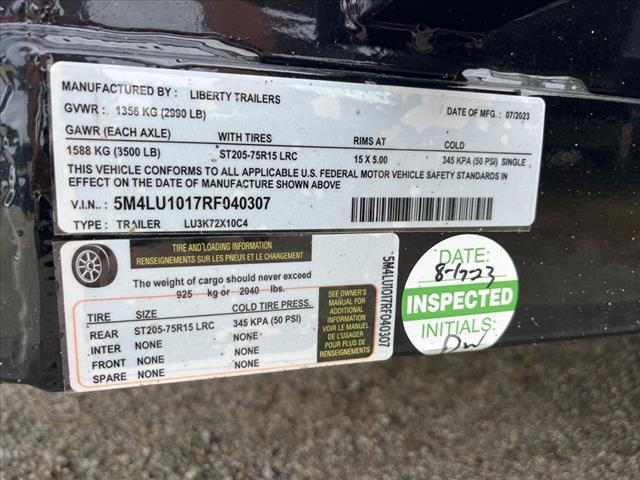 MANUFACTURED BY : LIBERTY TRAILERS
GVWR : 1356 KG (2990 LB)
DATE OF MFG. : 07/2023
GAWR (EACH AXLE) WITH TIRES RIMS AT COLD
1588 KG (3500 LB) ST205-75R15 LRC 15 X 5.00 345 KPA (50 PSI) SINGLE
THIS VEHICLE CONFORMS TO ALL APPLICABLE U.S. FEDERAL MOTOR VEHICLE SAFETY STANDARDS IN
EFFECT ON THE DATE OF MANUFACTURE SHOWN ABOVE
V.I.N.: 5M4LU1017RF040307
TYPE : TRAILER LU3K72X10C4
TIRE AND LOADING INFORMATION
RENSEIGNEMENTS SUR LES PNEUS ET LE CHARGEMENT
The weight of cargo should never exceed
925 kg or 2040 lbs.
TIRE SIZE COLD TIRE PRESS.
REAR ST205-75R15 LRC 345 KPA (50 PSI)
INTER NONE NONE
FRONT NONE NONE
SPARE NONE NONE
SEE OWNER'S
MANUAL FOR
ADDITIONAL
INFORMATION
VOIR LE MANUEL
DE L'USAGER
POUR PLUS DE
RENSEIGNEMENTS
5M4LU1017RF040307
DATE:
INSPECTED
INITIALS:
DW